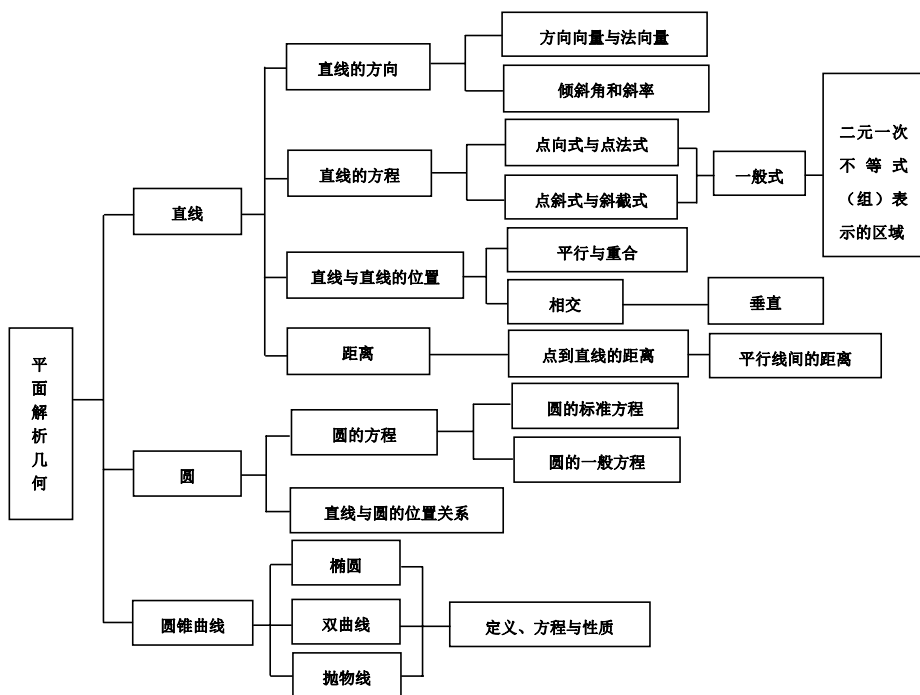 方向向量与法向量
直线的方向
倾斜角和斜率
二元一次
不等式
（组）表
示的区域
点向式与点法式
直线的方程
一般式
点斜式与斜截式
直线
平行与重合
直线与直线的位置
相交
垂直
距离
点到直线的距离
平行线间的距离
平
面
解
析
几
何
圆的标准方程
圆的方程
圆的一般方程
圆
直线与圆的位置关系
椭圆
圆锥曲线
双曲线
定义、方程与性质
抛物线